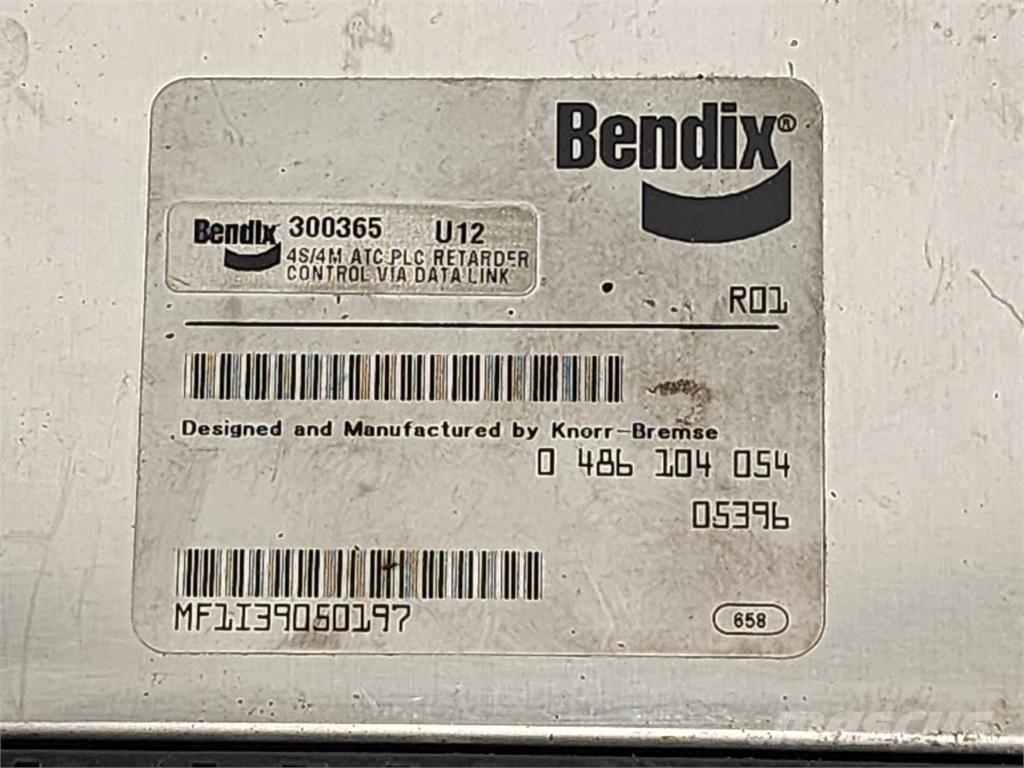 Bendix®
Bendix 300365 U12
4S/4M ATC PLC RETARDER
CONTROL VIA DATA LINK
R01
Designed and Manufactured by Knorr-Bremse
0 486 104 054
05396
MF1I39050197
658
MASCUS